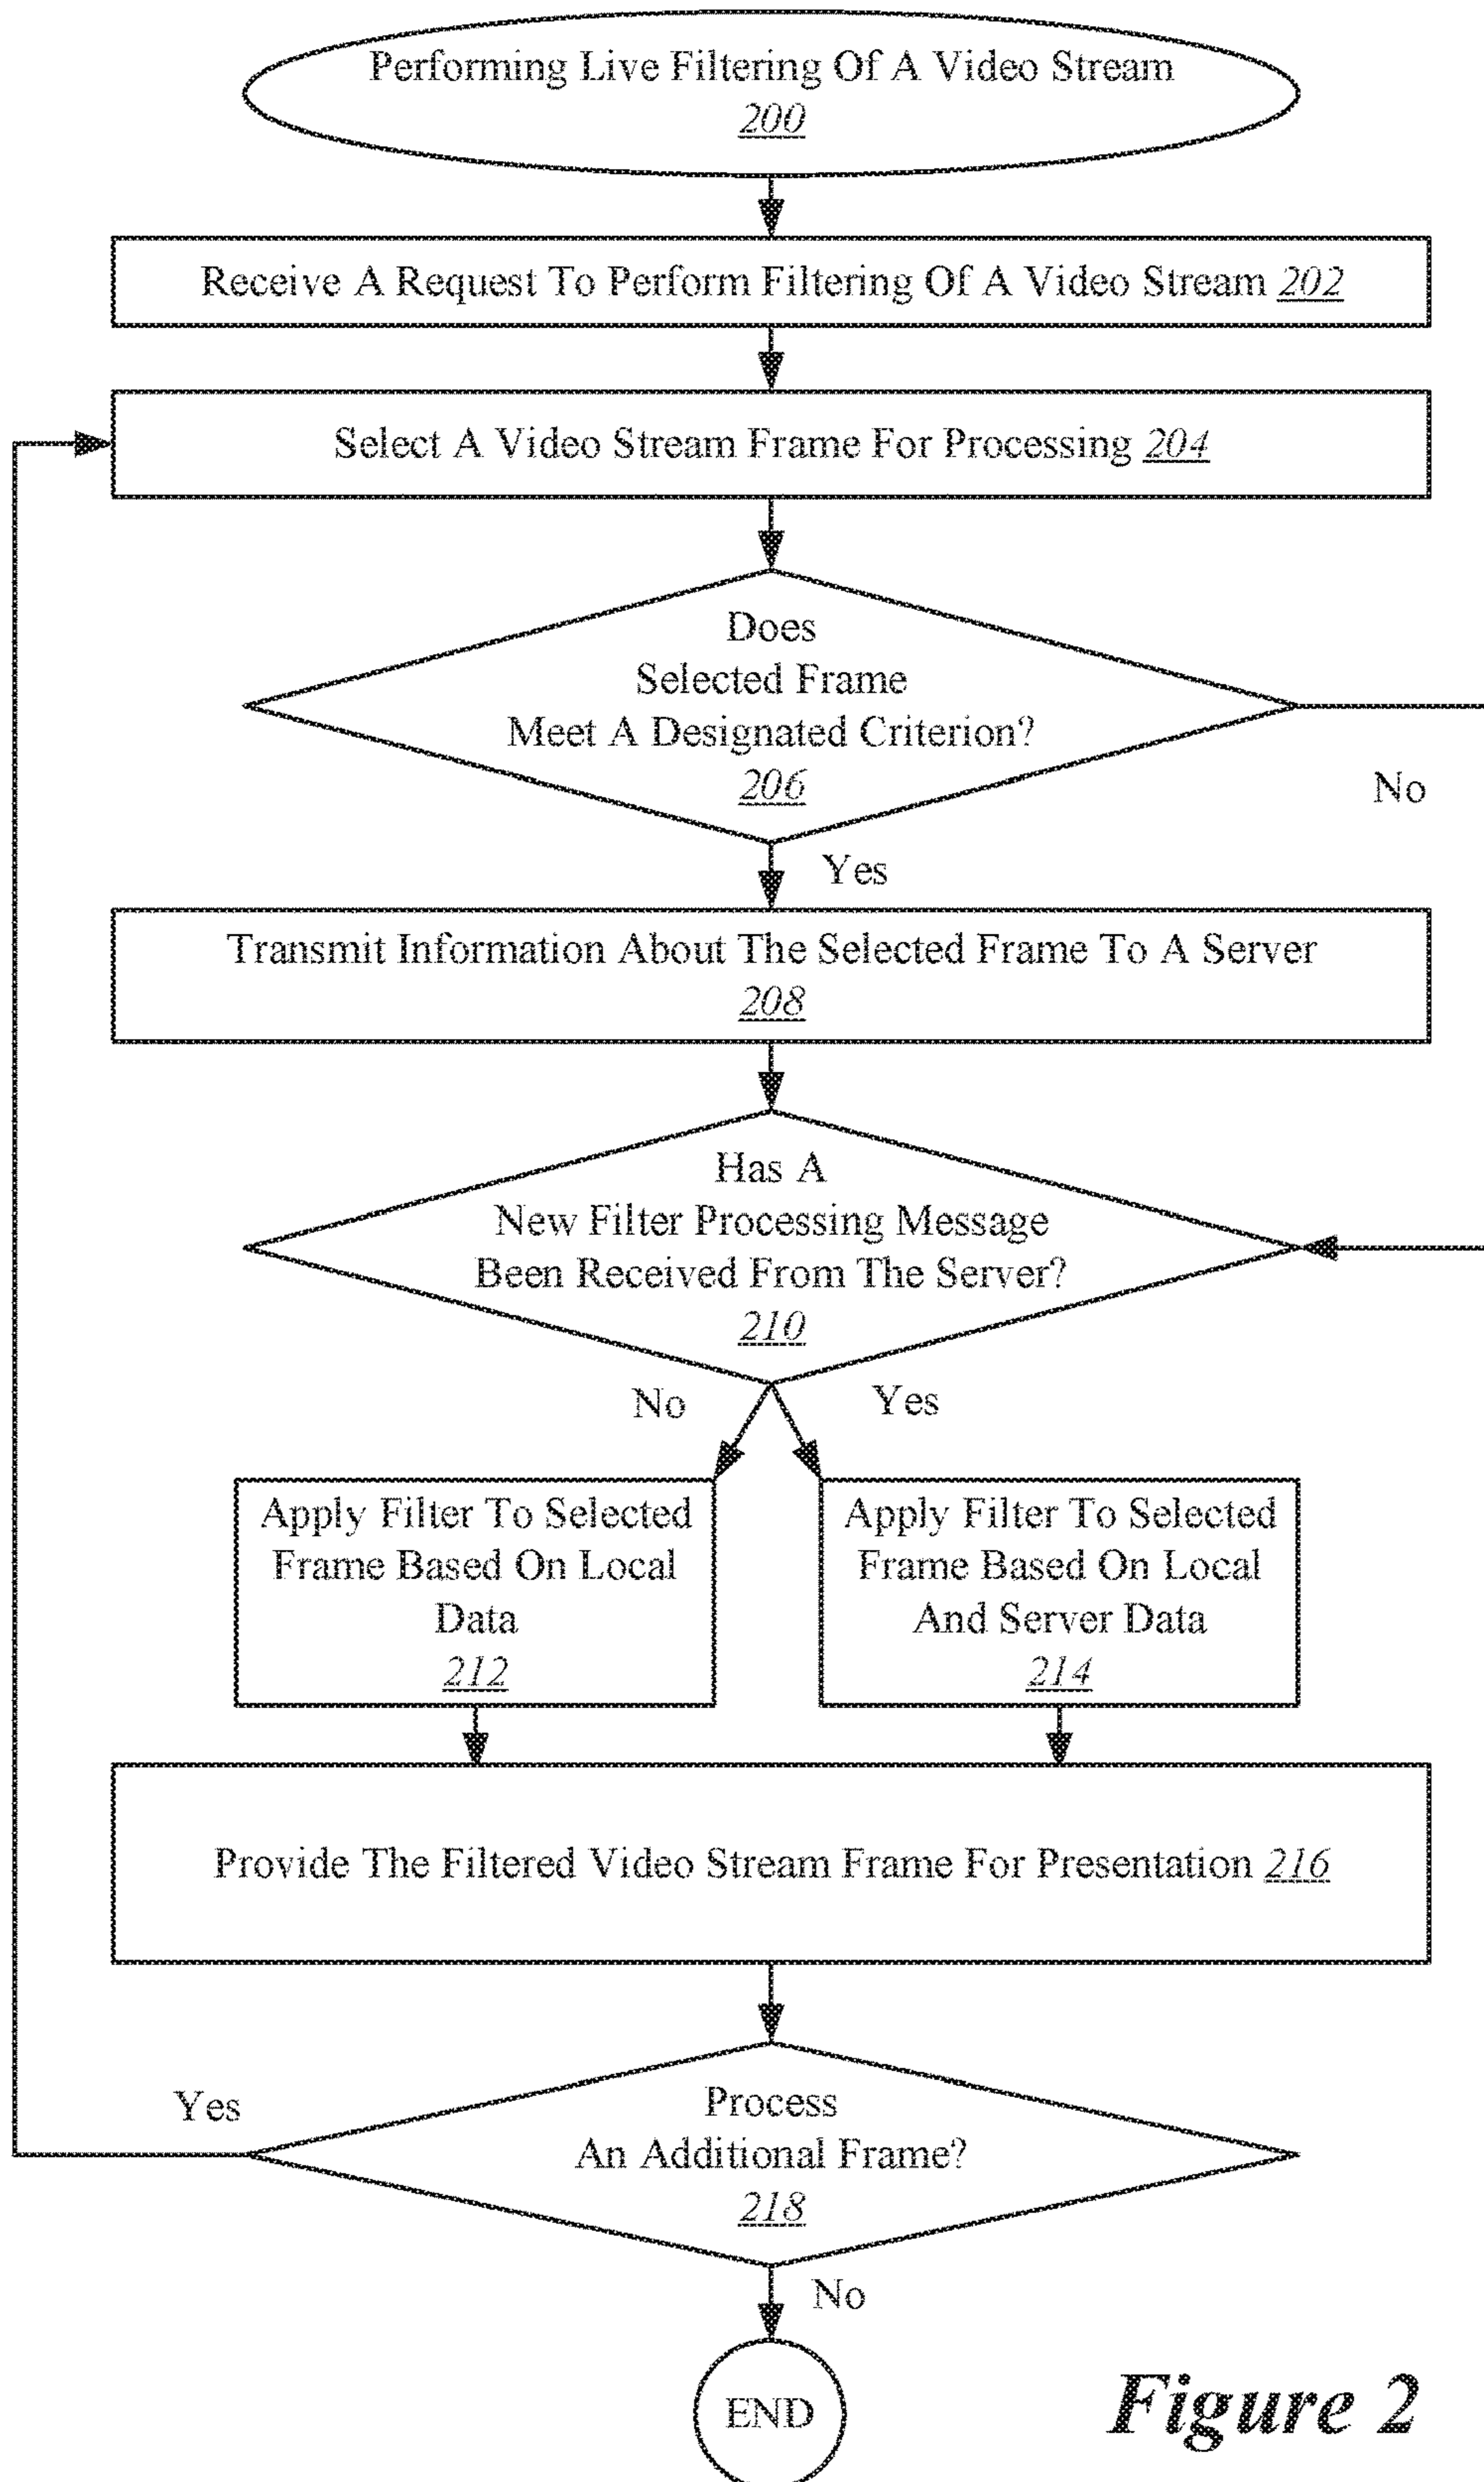 Performing Live Filtering Of A Video Stream
200
Receive A Request To Perform Filtering Of A Video Stream 202
Select A Video Stream Frame For Processing 204
Does
Selected Frame
Meet A Designated Criterion?
206
No
Yes
Transmit Information About The Selected Frame To A Server
208
Has A
New Filter Processing Message
Been Received From The Server?
210
No
Yes
Apply Filter To Selected
Frame Based On Local
Data
212
Apply Filter To Selected
Frame Based On Local
And Server Data
214
Provide The Filtered Video Stream Frame For Presentation 216
Yes
Process
An Additional Frame?
218
No
END
Figure 2